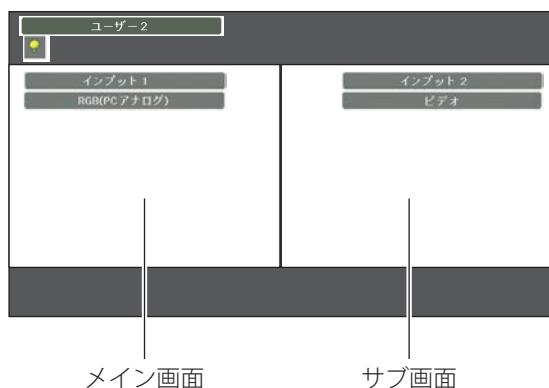 ユーザー2
インプット 1
RGB(PCアナログ)
インプット 2
ビデオ
メイン画面
サブ画面